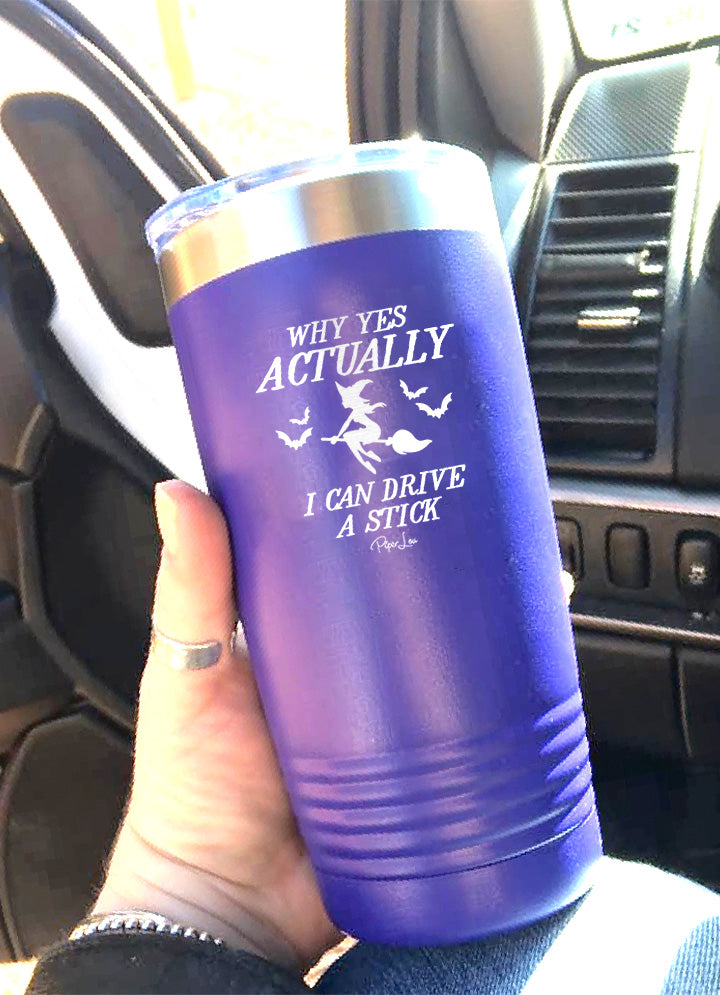 WHY YES
ACTUALLY
I CAN DRIVE
A STICK
Piper Lou